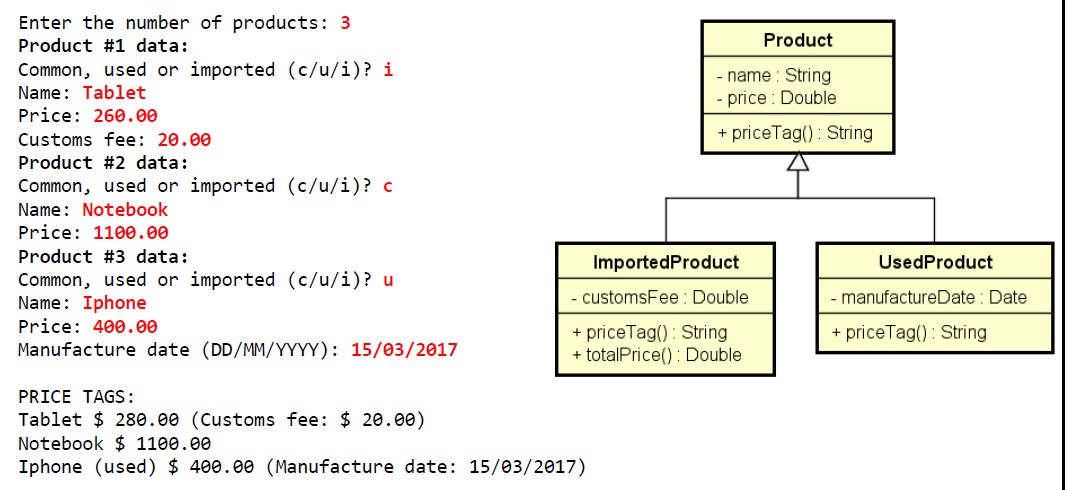 Enter the number of products: 3
Product #1 data:
Common, used or imported (c/u/i)? i
Name: Tablet
Price: 260.00
Customs fee: 20.00
Product #2 data:
Common, used or imported (c/u/i)? c
Name: Notebook
Price: 1100.00
Product #3 data:
Common, used or imported (c/u/i)? u
Name: Iphone
Price: 400.00
Manufacture date (DD/MM/YYYY): 15/03/2017
PRICE TAGS:
Tablet $ 280.00 (Customs fee: $ 20.00)
Notebook $ 1100.00
Iphone (used) $ 400.00 (Manufacture date: 15/03/2017)
Product
- name : String
- price : Double
+ priceTag() : String
ImportedProduct
- customsFee : Double
+ priceTag() : String
+ totalPrice() : Double
UsedProduct
- manufactureDate : Date
+ priceTag() : String